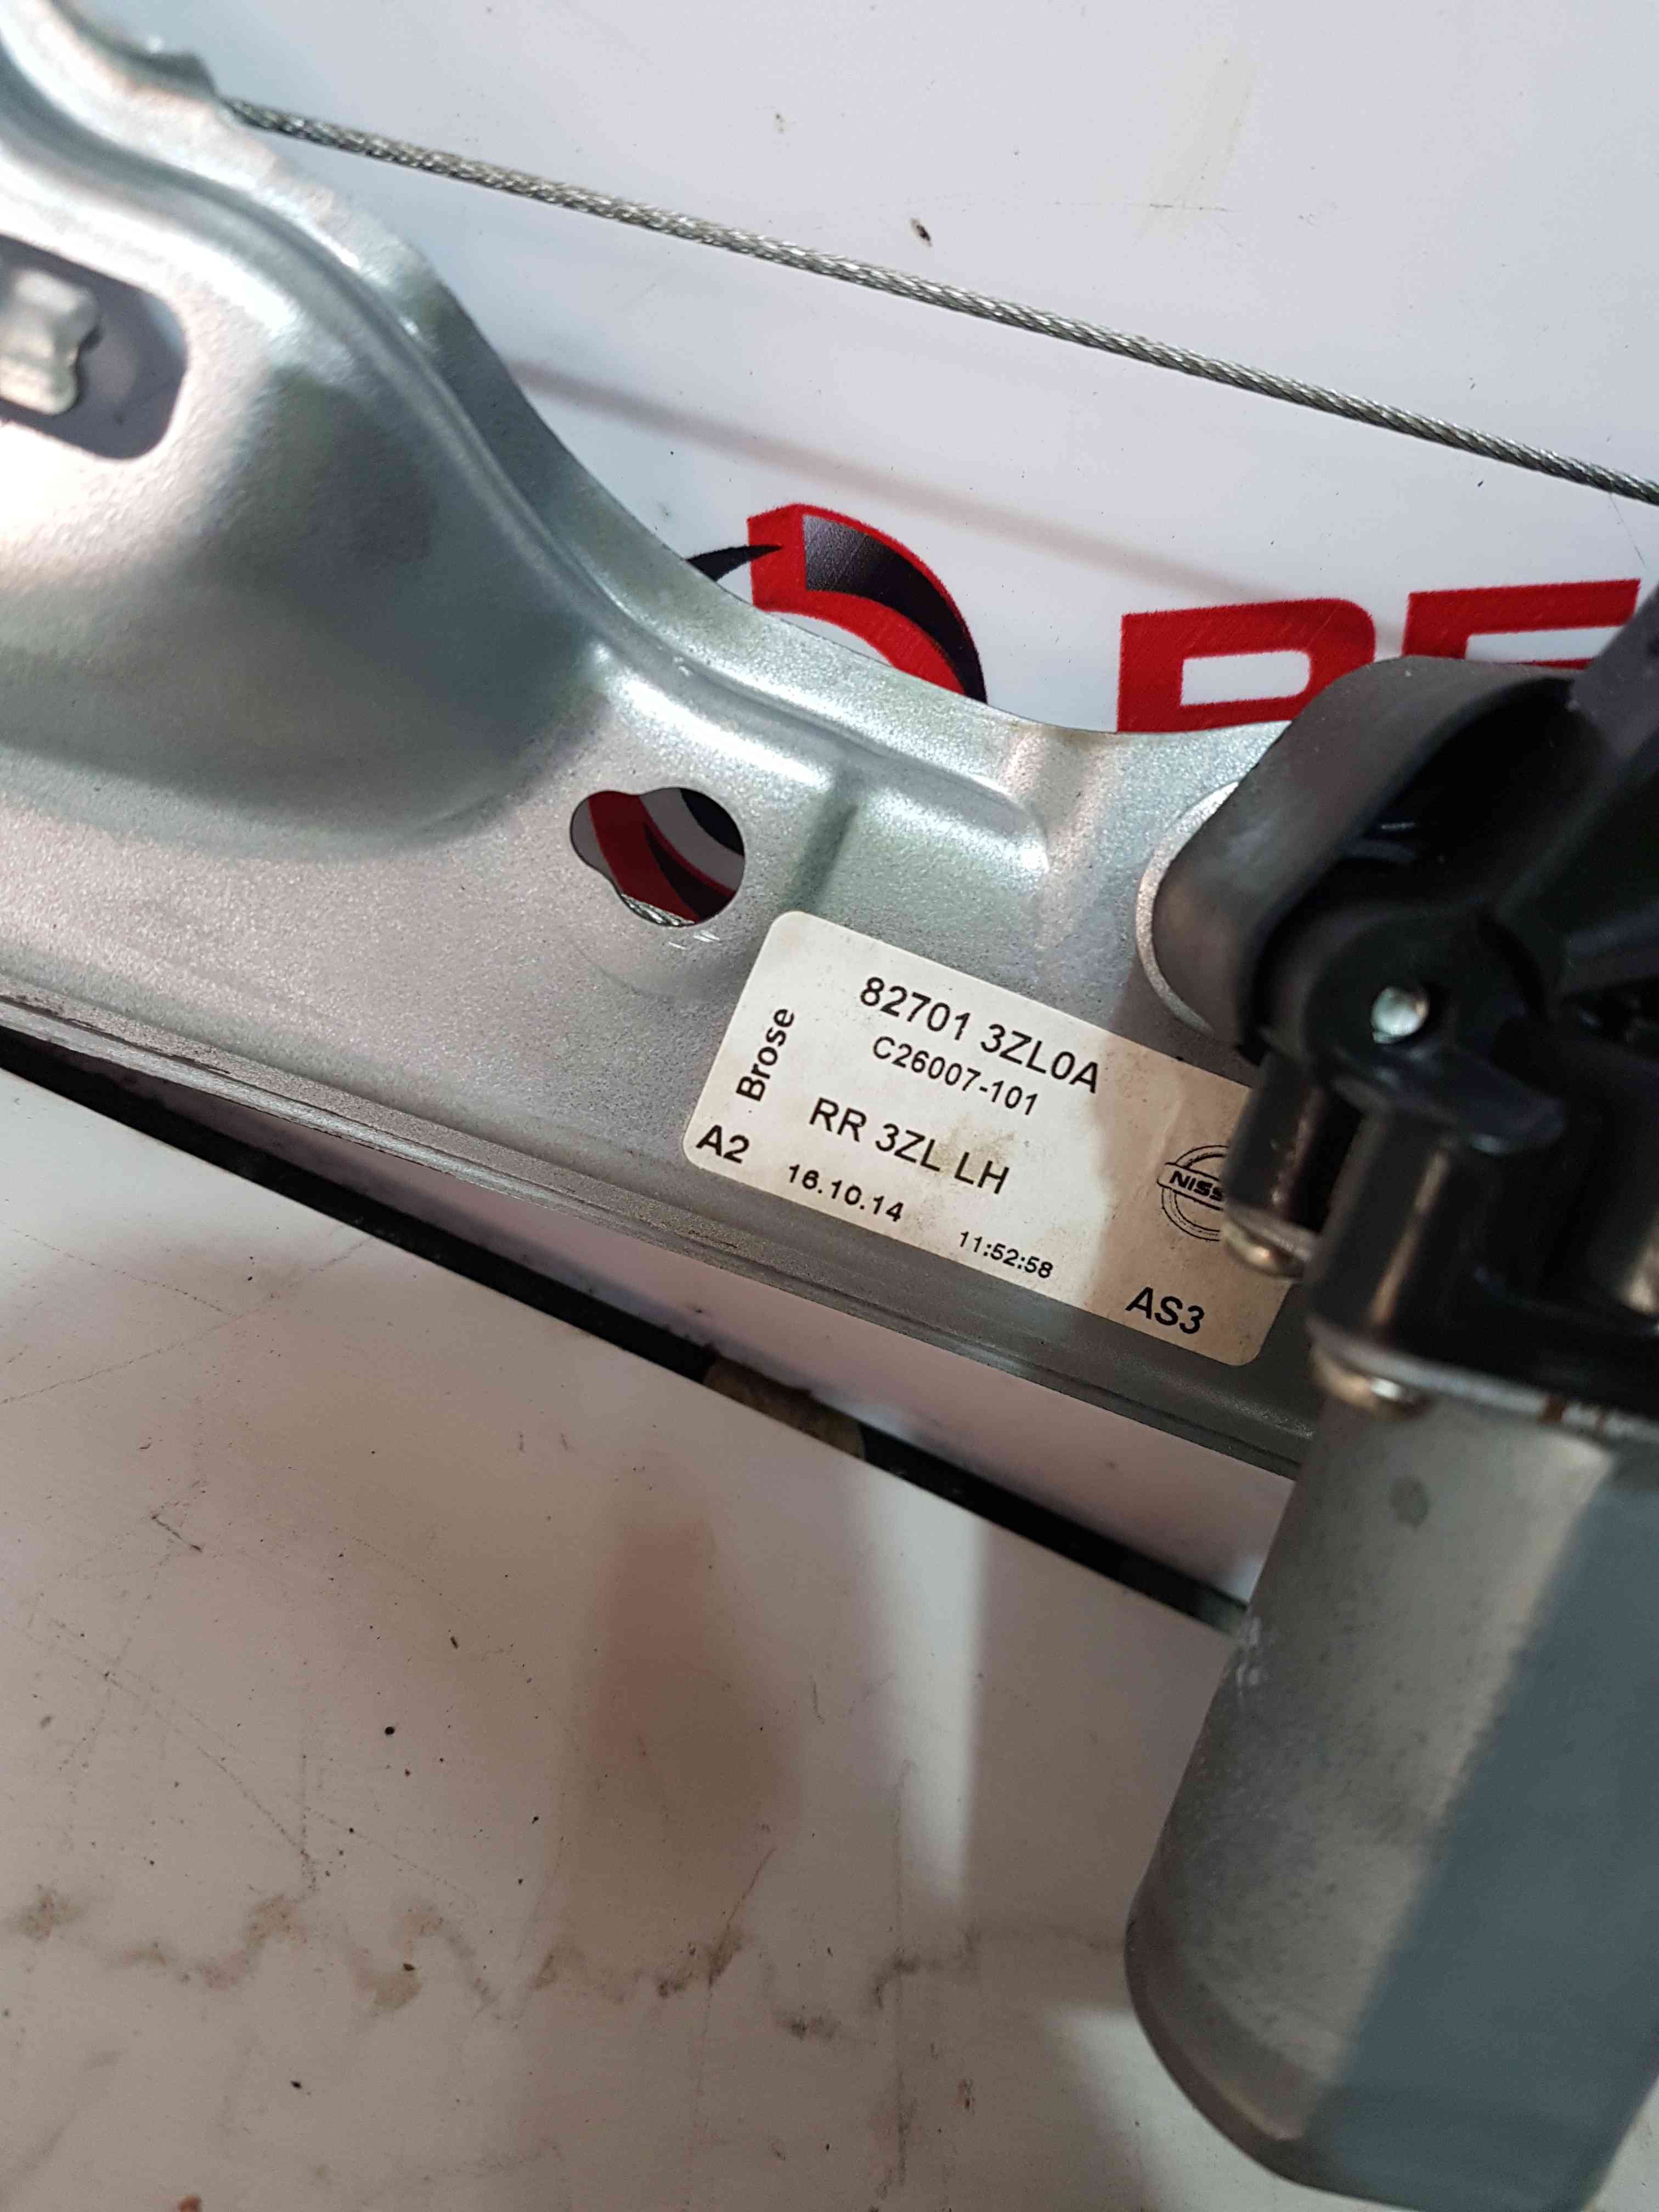 82701 3ZL0A
C26007-101
Brose
RR 3ZL LH
A2
16.10.14
11:52:58
AS3